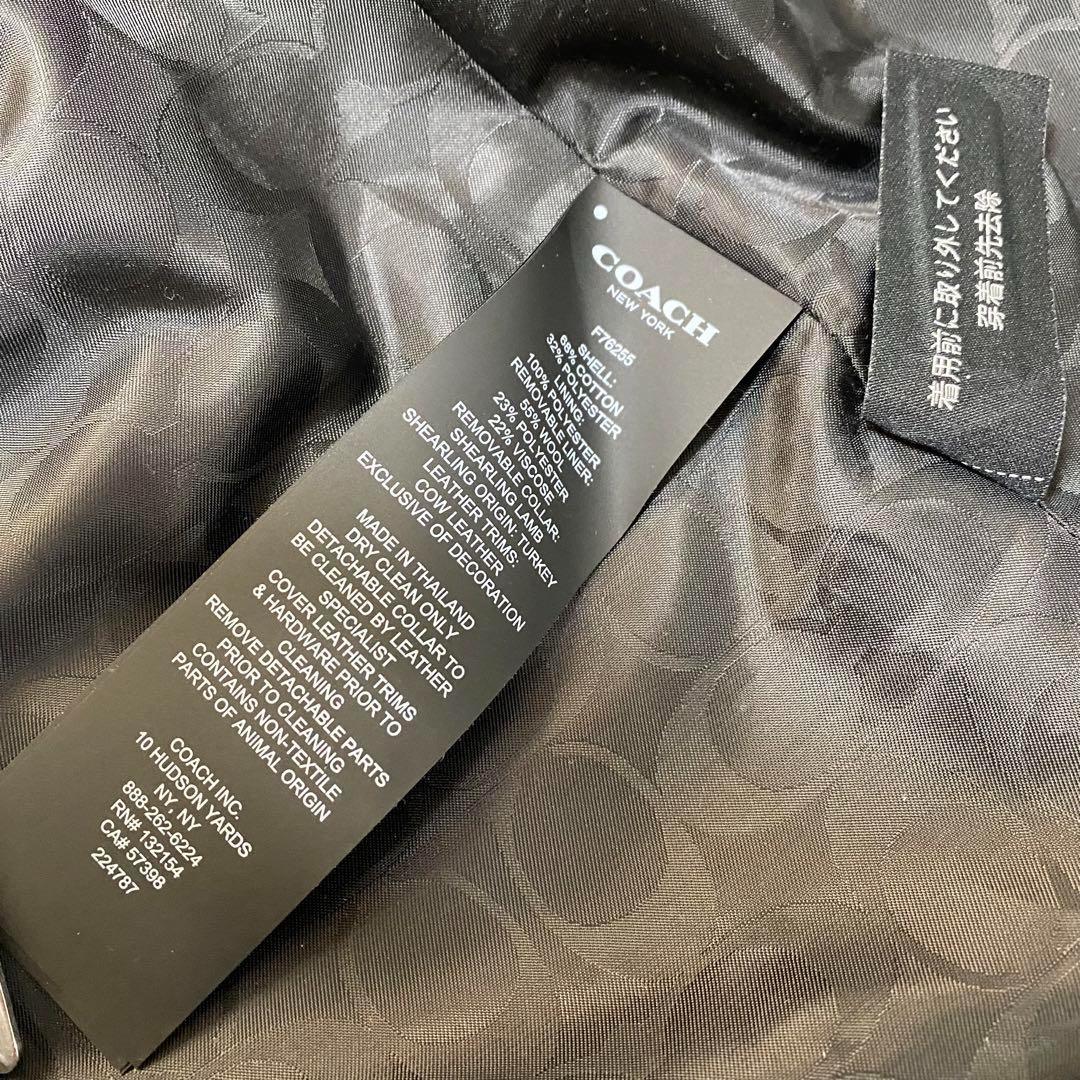 COACH
NEW YORK
F76255
SHELL:
68% COTTON
32% POLYESTER
LINING:
100% POLYESTER
REMOVABLE LINER:
55% WOOL
23% POLYESTER
22% VISCOSE
REMOVABLE COLLAR:
SHEARLING LAMB
SHEARLING ORIGIN: TURKEY
LEATHER TRIMS:
COW LEATHER
EXCLUSIVE OF DECORATION
MADE IN THAILAND
DRY CLEAN ONLY
DETACHABLE COLLAR TO
BE CLEANED BY LEATHER
SPECIALIST
COVER LEATHER TRIMS
& HARDWARE PRIOR TO
CLEANING
REMOVE DETACHABLE PARTS
PRIOR TO CLEANING
CONTAINS NON-TEXTILE
PARTS OF ANIMAL ORIGIN
COACH INC.
10 HUDSON YARDS
NY, NY
888-262-6224
RN# 132154
CA# 57398
224787
着用前に取り外してください
穿着前先去除